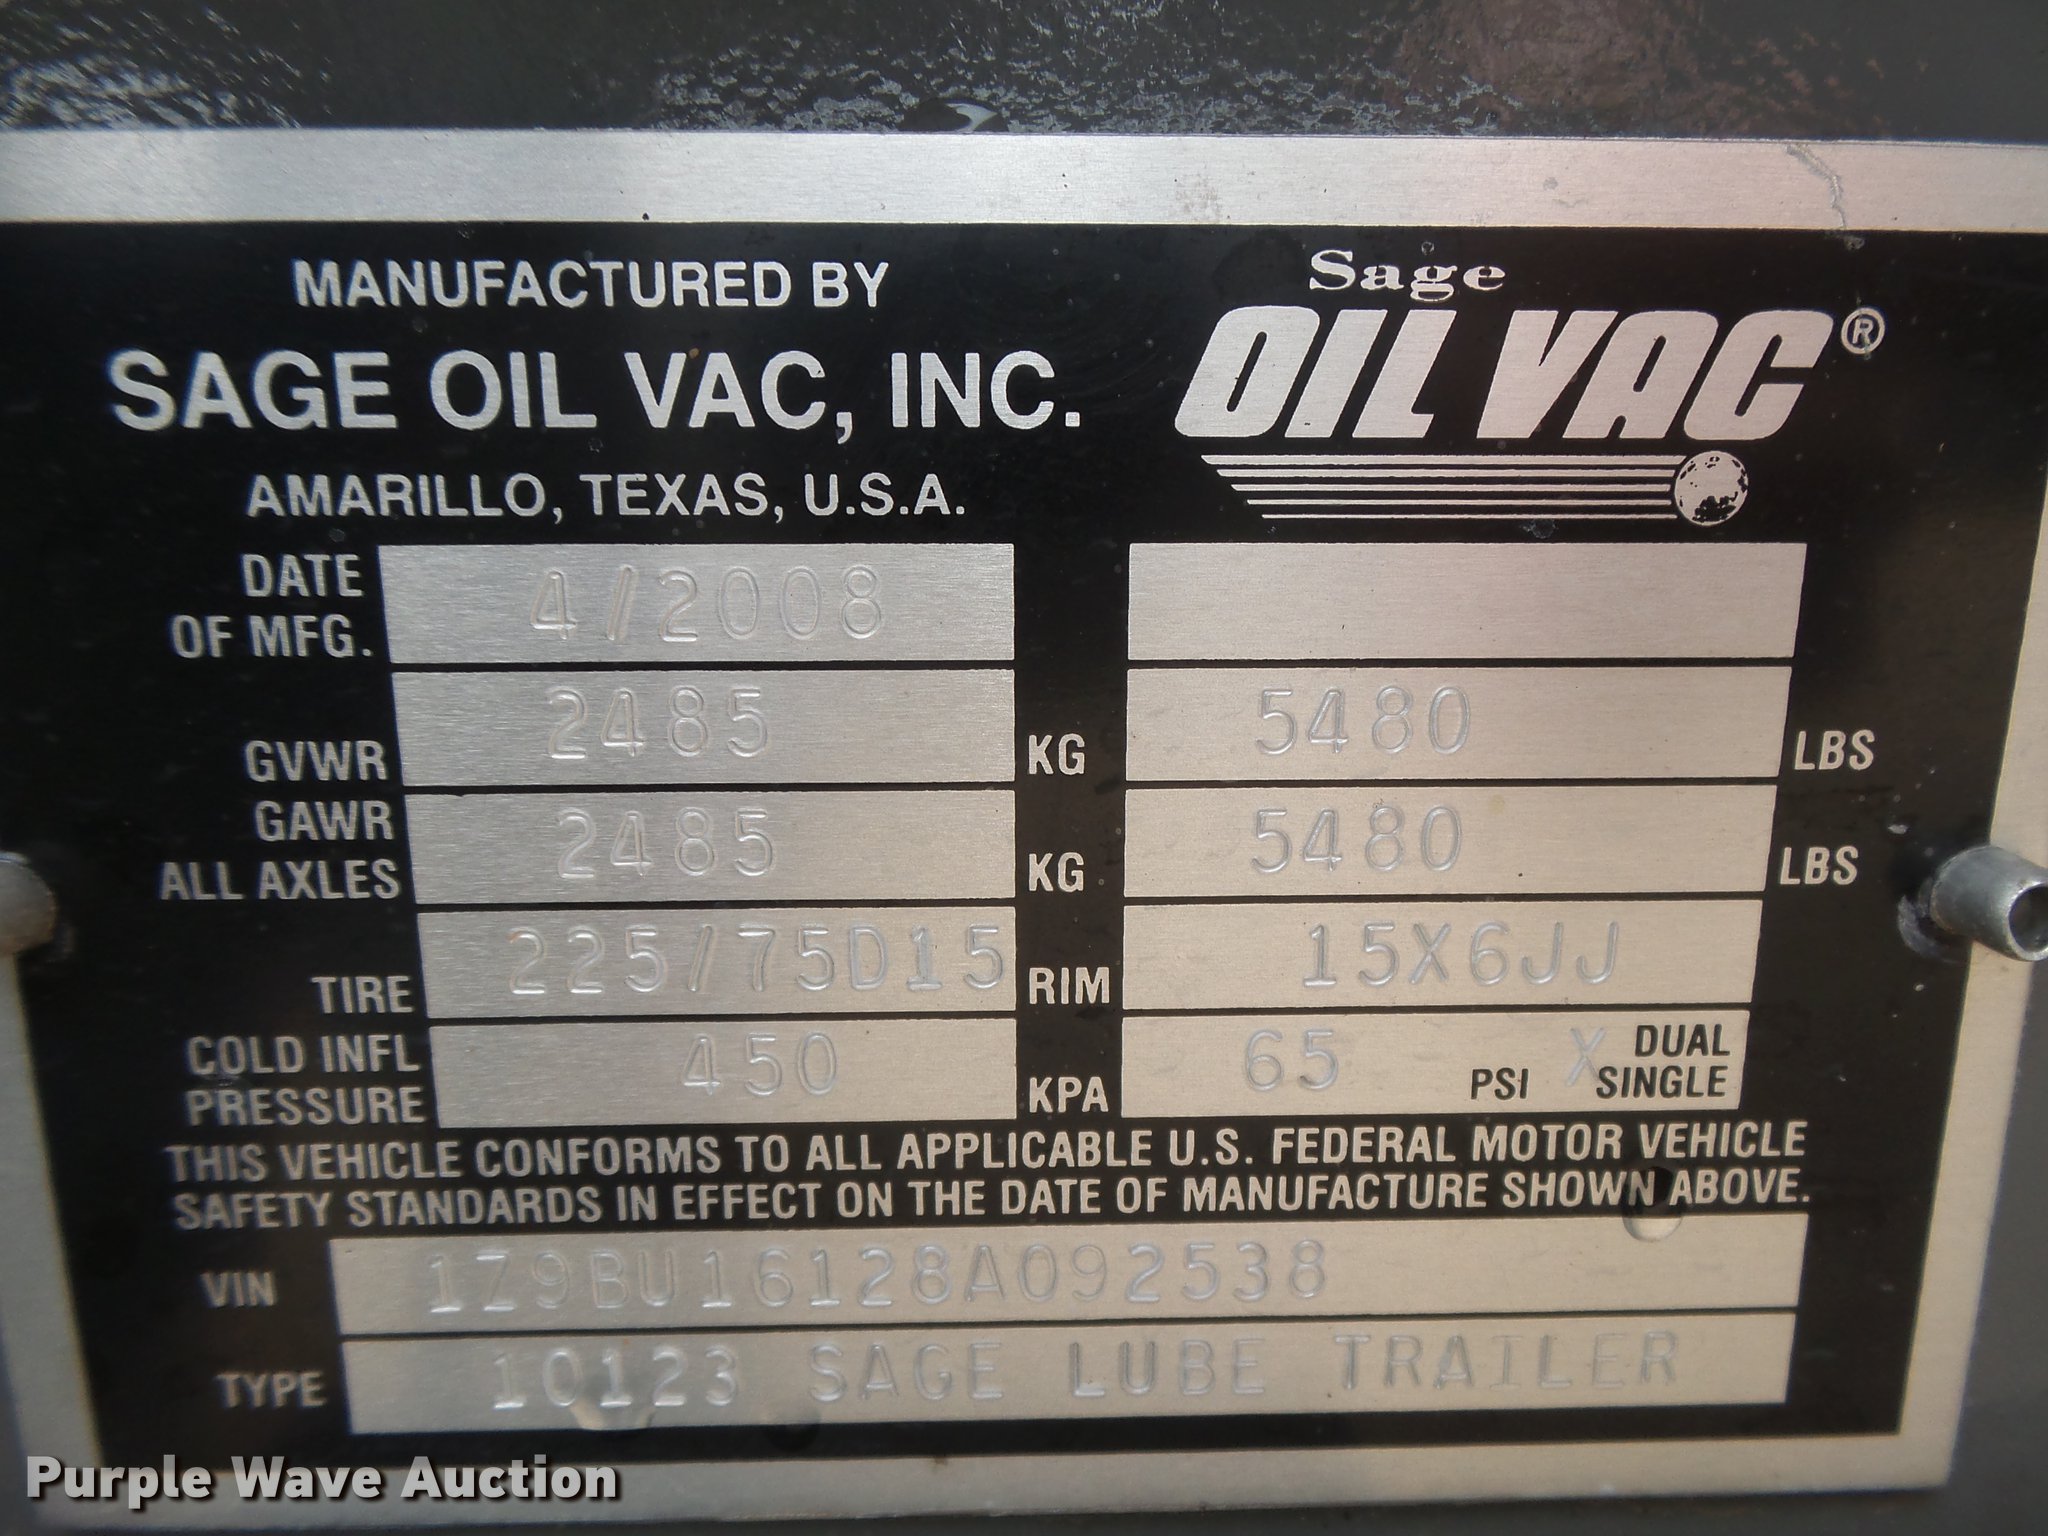 MANUFACTURED BY
SAGE OIL VAC, INC.
AMARILLO, TEXAS, U.S.A.
Sage
OIL VAC®
DATE OF MFG. 4/2008
GVWR 2485 KG 5480 LBS
GAWR ALL AXLES 2485 KG 5480 LBS
TIRE 225/75D15 RIM 15X6JJ
COLD INFL PRESSURE 450 KPA 65 PSI X DUAL SINGLE
THIS VEHICLE CONFORMS TO ALL APPLICABLE U.S. FEDERAL MOTOR VEHICLE
SAFETY STANDARDS IN EFFECT ON THE DATE OF MANUFACTURE SHOWN ABOVE.
VIN 1Z9BU16128A092538
TYPE 10123 SAGE LUBE TRAILER
Purple Wave Auction